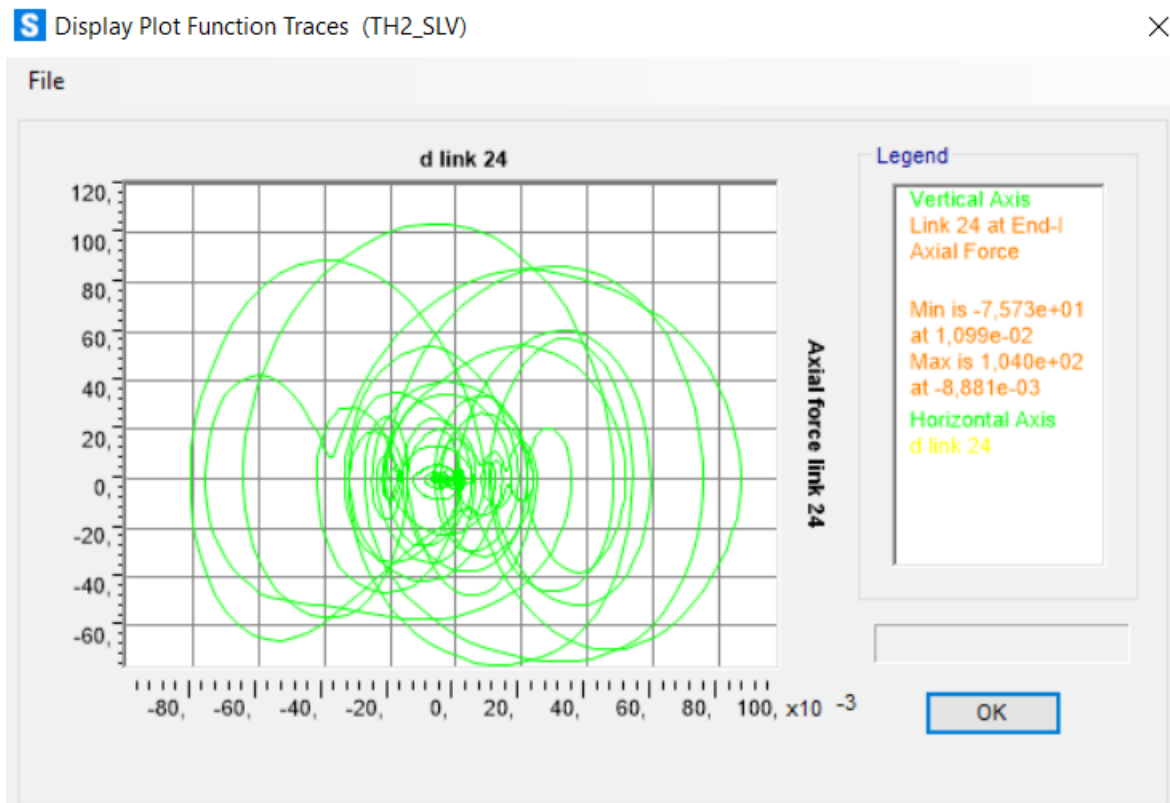 S Display Plot Function Traces (TH2_SLV)
File
d link 24
120,
100,
80,
60,
40,
20,
0,
-20,
-40,
-60,
-80, -60, -40, -20, 0, 20, 40, 60, 80, 100, x10 -3
Axial force link 24
Legend
Vertical Axis
Link 24 at End-I
Axial Force
Min is -7,573e+01
at 1,099e-02
Max is 1,040e+02
at -8,881e-03
Horizontal Axis
d link 24
OK